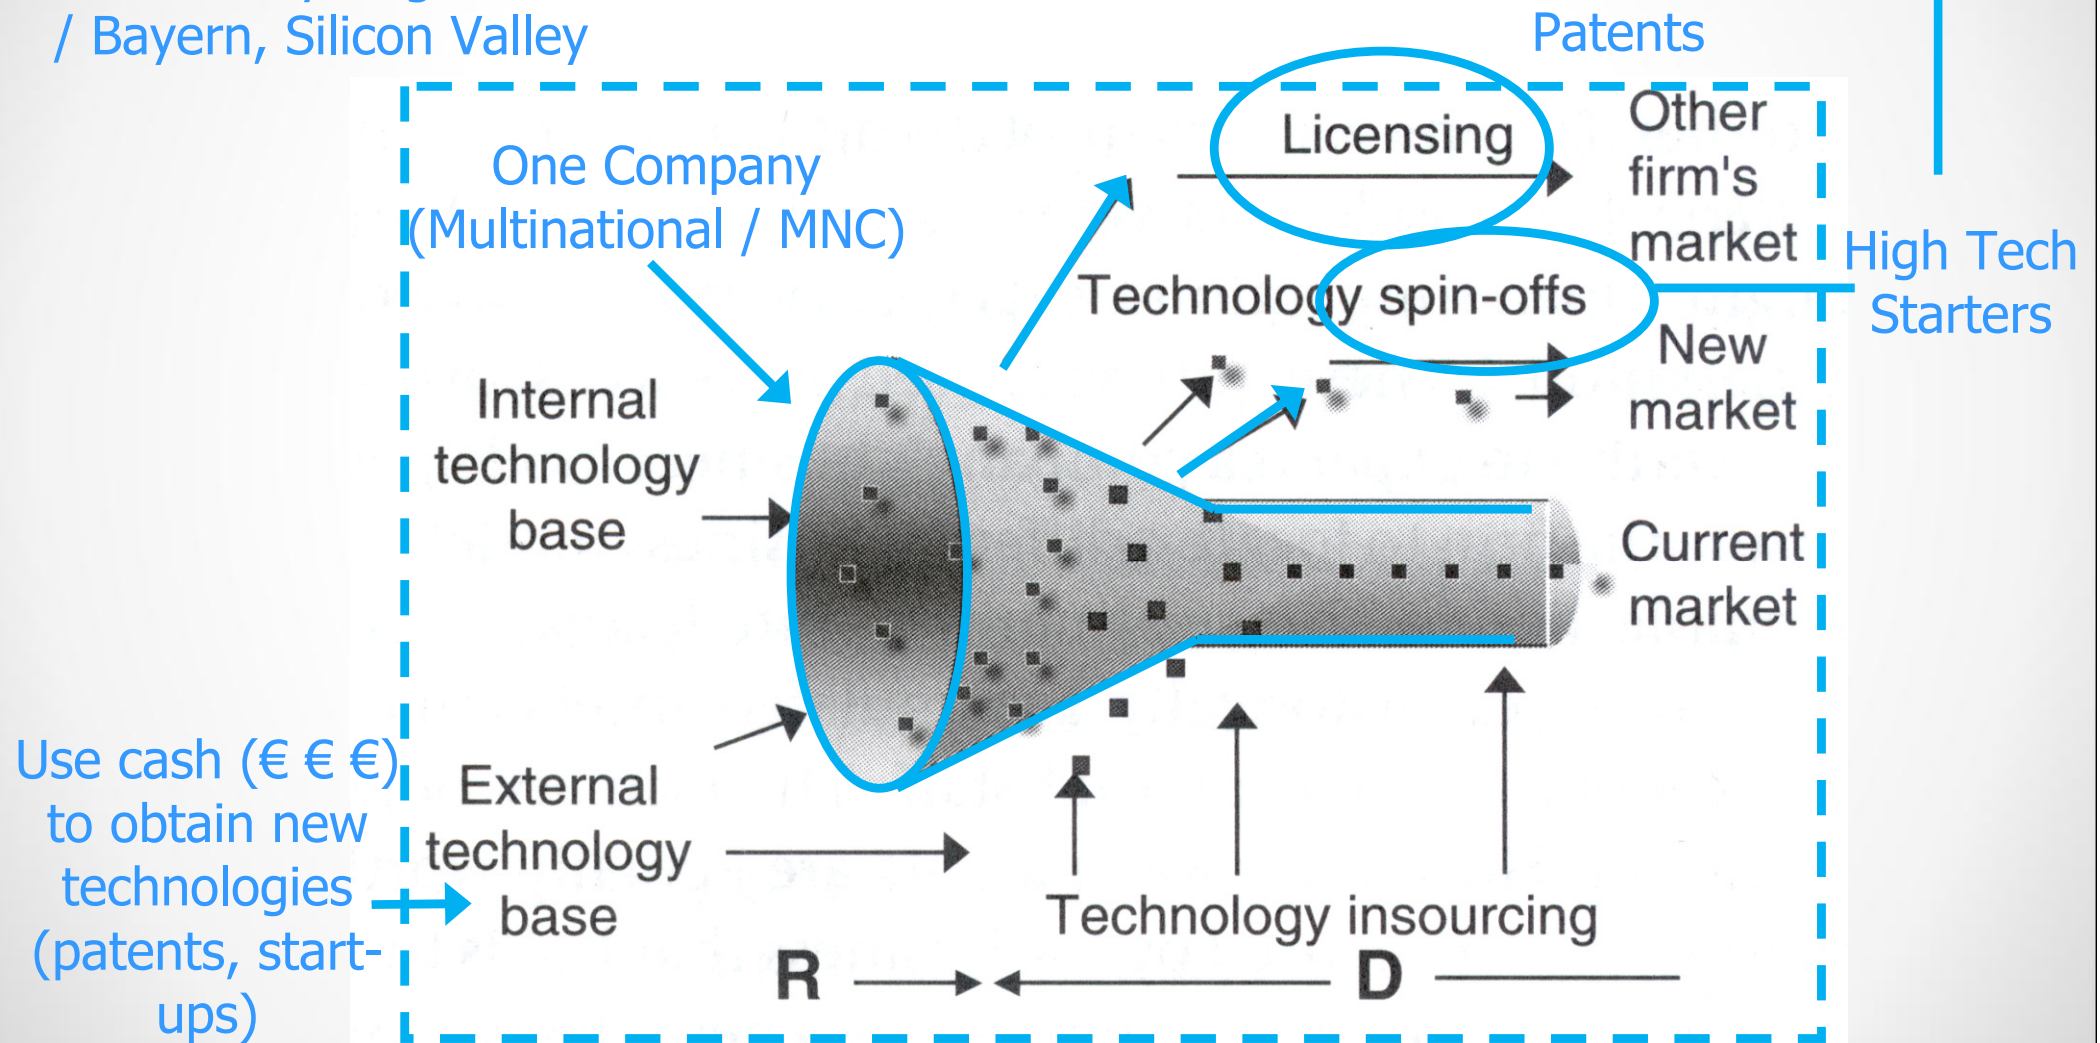 / Bayern, Silicon Valley
Patents
One Company
(Multinational / MNC)
Licensing
Other
firm's
market
High Tech
Starters
Technology spin-offs
New
market
Internal
technology
base
Current
market
Use cash (€ € €)
to obtain new
technologies
(patents, start-
ups)
External
technology
base
Technology insourcing
R
D